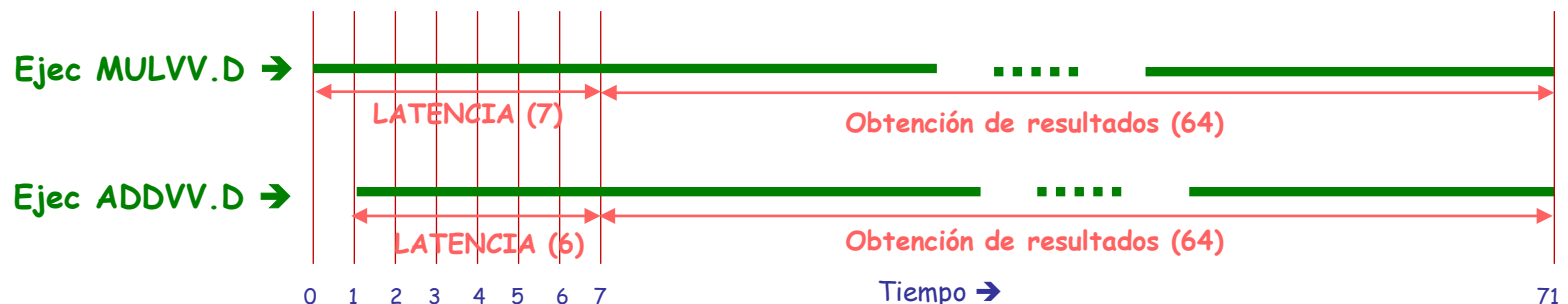 Ejec MULVV.D →
LATENCIA (7)
Obtención de resultados (64)
Ejec ADDVV.D →
LATENCIA (6)
Obtención de resultados (64)
0 1 2 3 4 5 6 7 Tiempo → 71